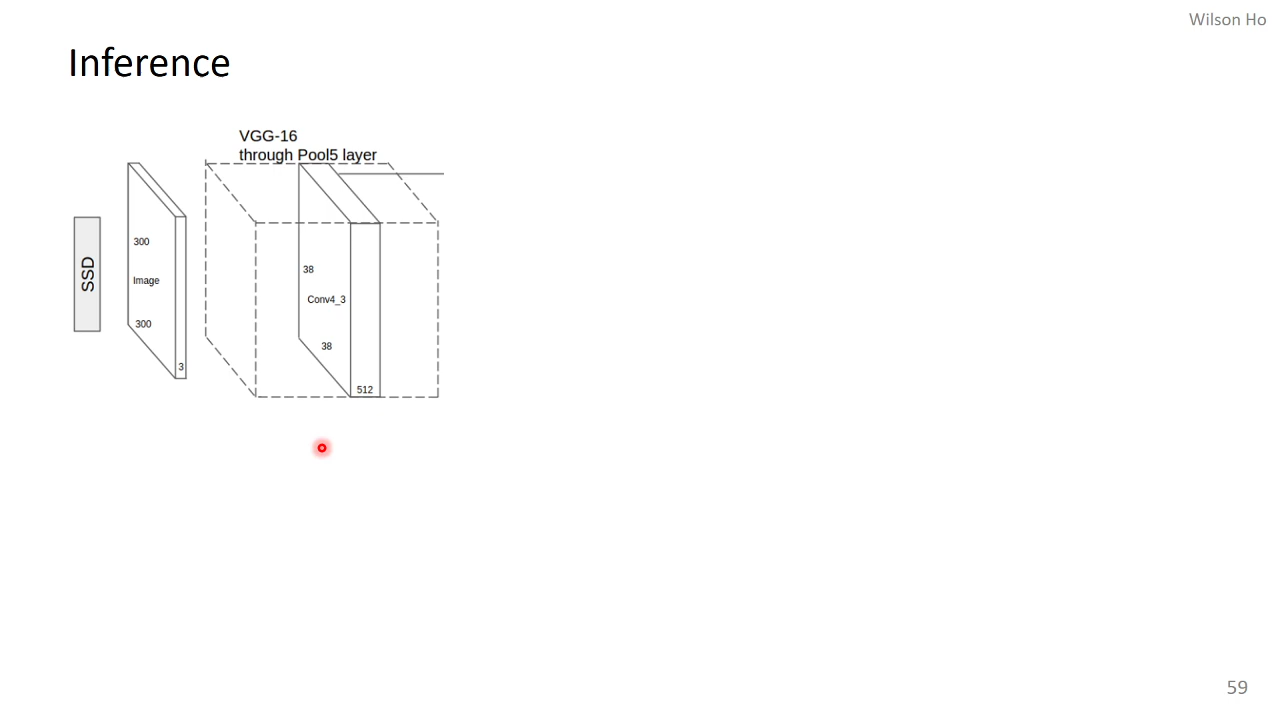 Wilson Ho
Inference
VGG-16
through Pool5 layer
SSD
300
Image
300
3
38
Conv4_3
38
512
59